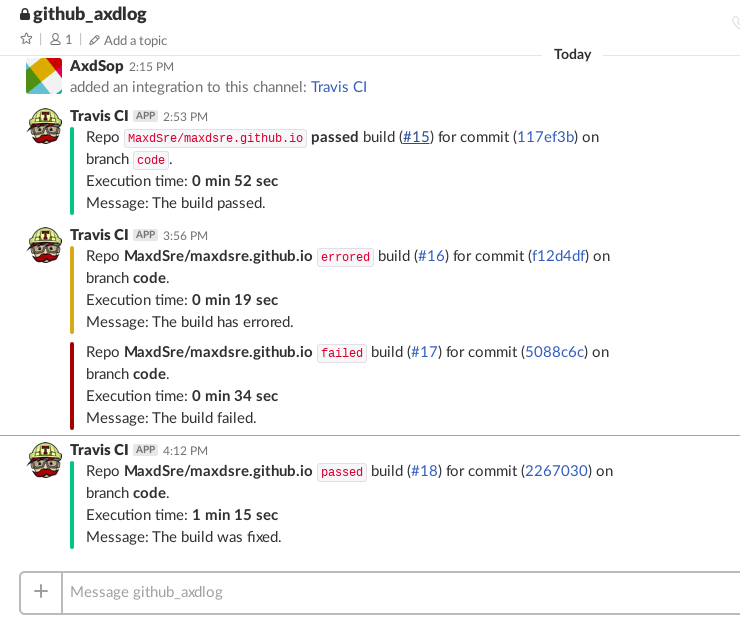 github_axdlog
1 Add a topic
Today
AxdSop 2:15 PM
added an integration to this channel: Travis CI
Travis CI APP 2:53 PM
Repo MaxdSre/maxdsre.github.io passed build (#15) for commit (117ef3b) on
branch code.
Execution time: 0 min 52 sec
Message: The build passed.
Travis CI APP 3:56 PM
Repo MaxdSre/maxdsre.github.io errored build (#16) for commit (f12d4df) on
branch code.
Execution time: 0 min 19 sec
Message: The build has errored.
Repo MaxdSre/maxdsre.github.io failed build (#17) for commit (5088c6c) on
branch code.
Execution time: 0 min 34 sec
Message: The build failed.
Travis CI APP 4:12 PM
Repo MaxdSre/maxdsre.github.io passed build (#18) for commit (2267030) on
branch code.
Execution time: 1 min 15 sec
Message: The build was fixed.
+ Message github_axdlog